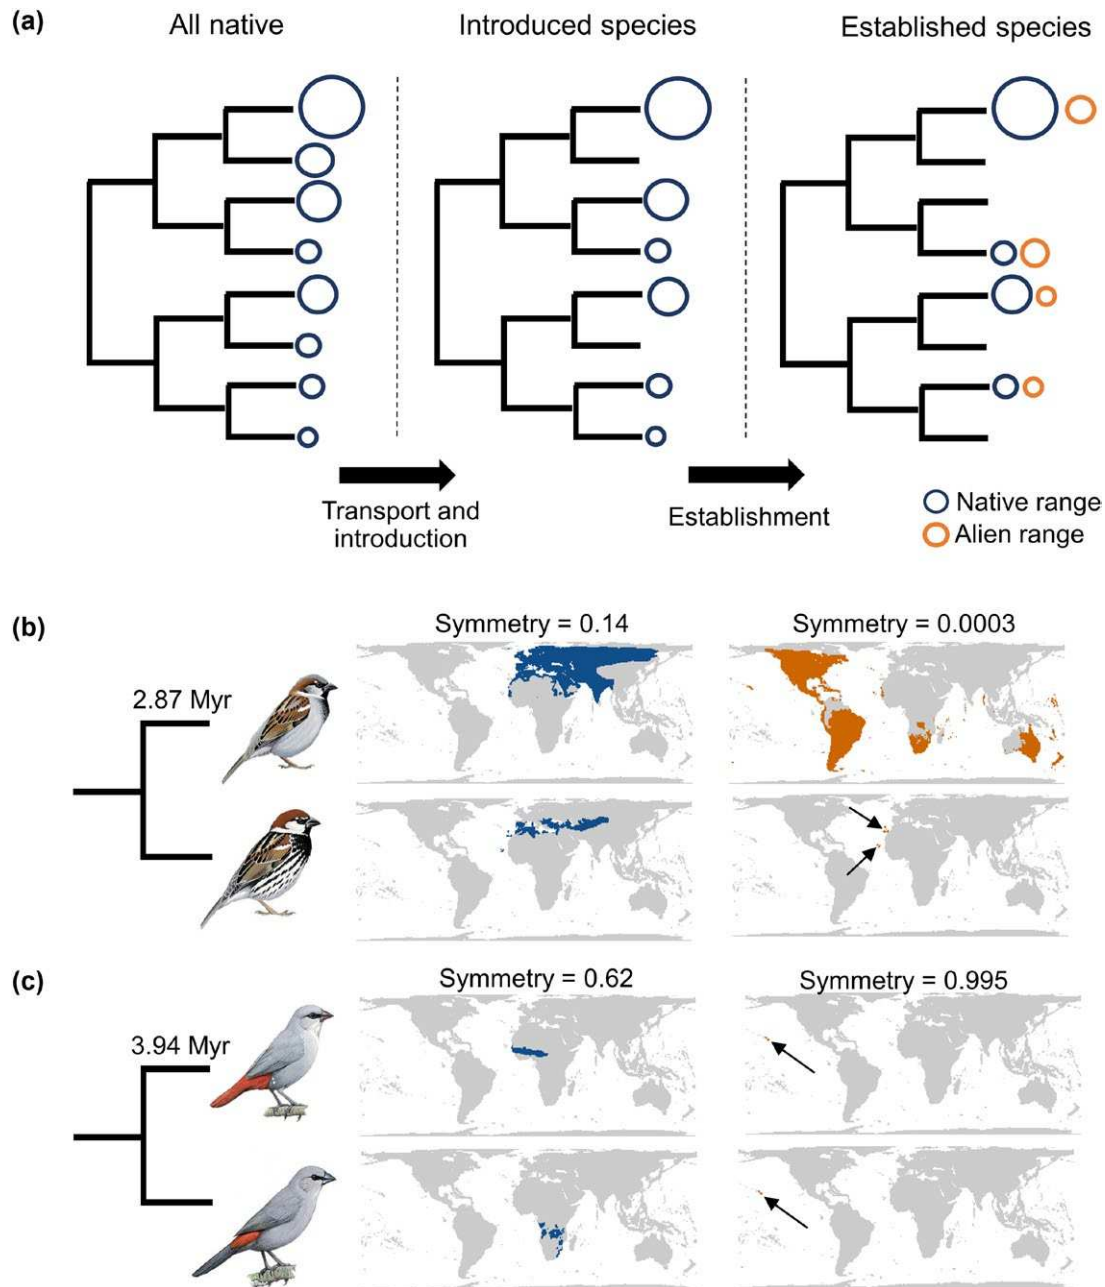 (a)
All native
Introduced species
Established species
Transport and
introduction
Establishment
Native range
Alien range
(b)
Symmetry = 0.14
Symmetry = 0.0003
2.87 Myr
(c)
Symmetry = 0.62
Symmetry = 0.995
3.94 Myr